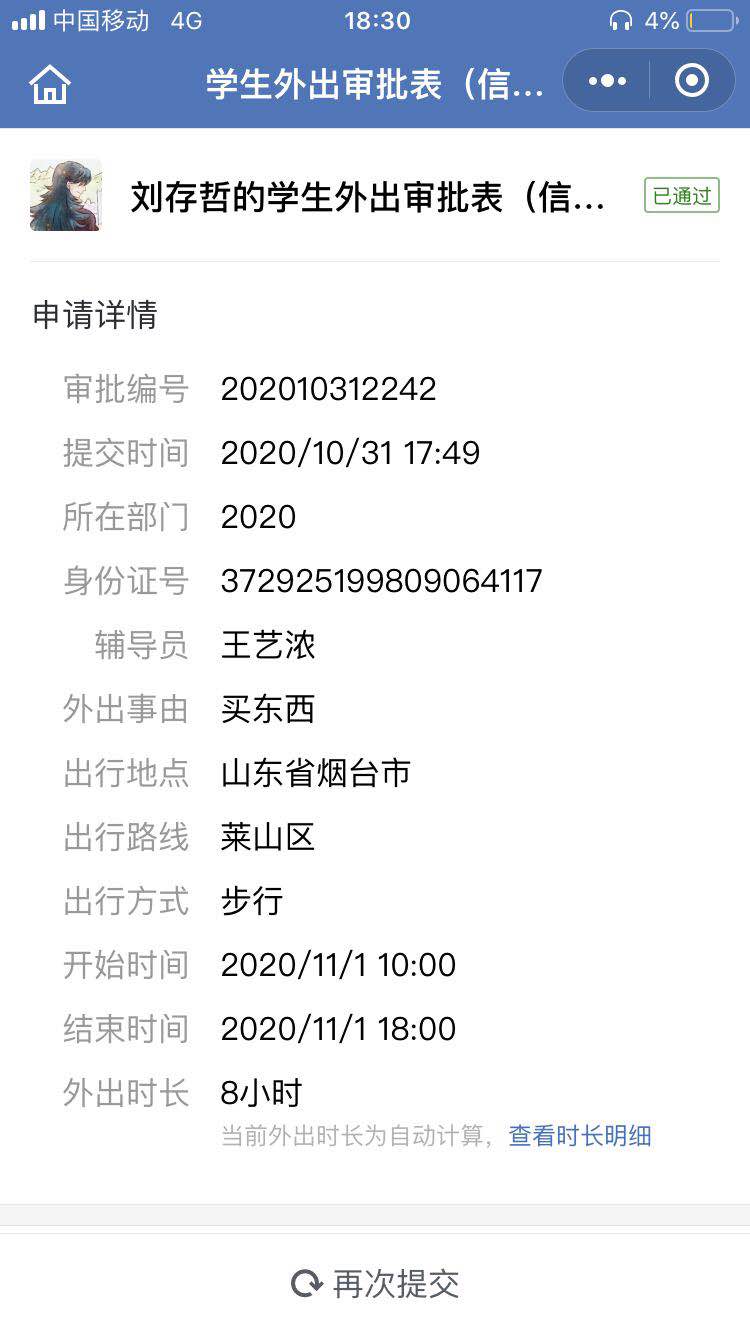 中国移动 4G 18:30 4%
学生外出审批表（信...
刘存哲的学生外出审批表（信... 已通过
申请详情
审批编号 202010312242
提交时间 2020/10/31 17:49
所在部门 2020
身份证号 372925199809064117
辅导员 王艺浓
外出事由 买东西
出行地点 山东省烟台市
出行路线 莱山区
出行方式 步行
开始时间 2020/11/1 10:00
结束时间 2020/11/1 18:00
外出时长 8小时
当前外出时长为自动计算，查看时长明细
再次提交